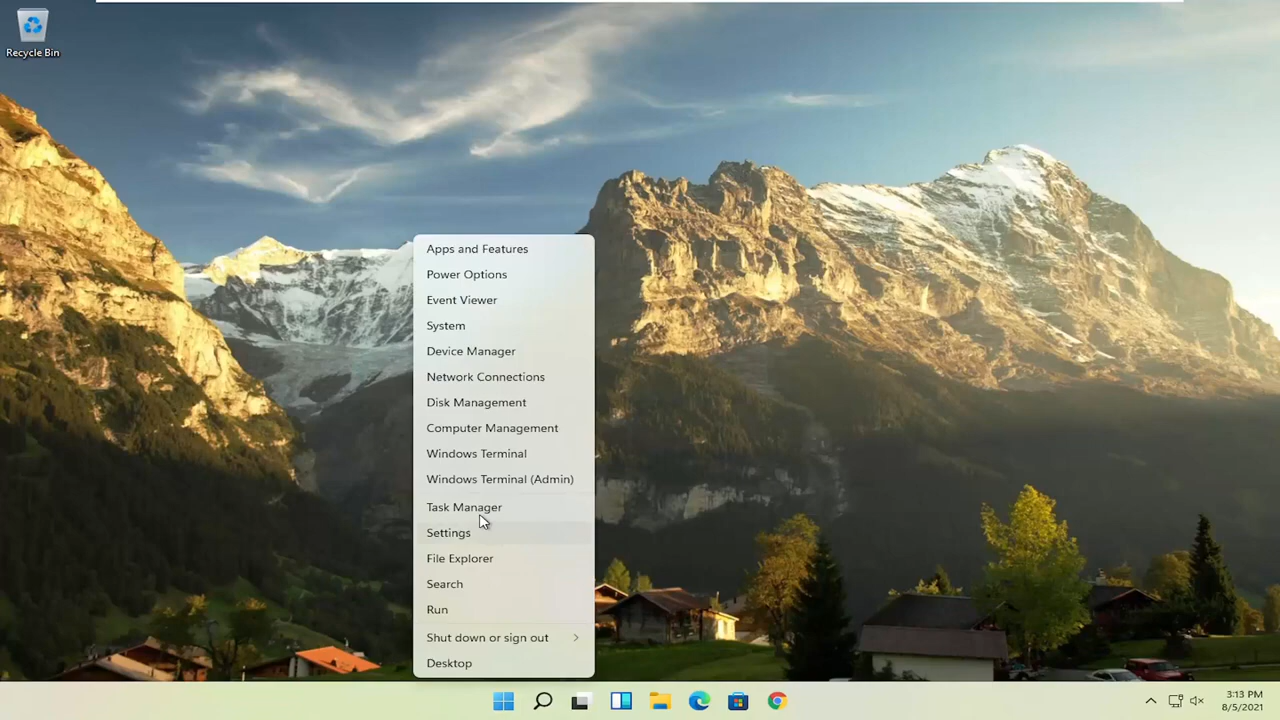 Recycle Bin
Apps and Features
Power Options
Event Viewer
System
Device Manager
Network Connections
Disk Management
Computer Management
Windows Terminal
Windows Terminal (Admin)
Task Manager
Settings
File Explorer
Search
Run
Shut down or sign out
Desktop
3:13 PM
8/5/2021